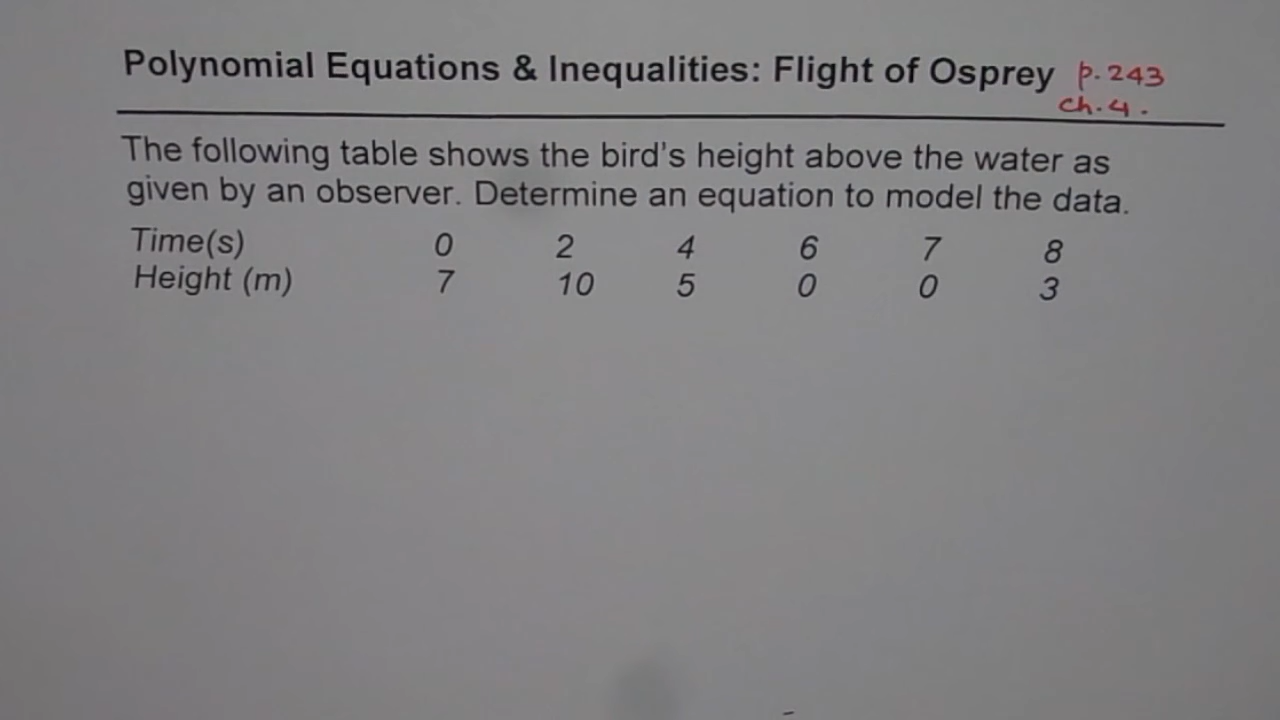 Polynomial Equations & Inequalities: Flight of Osprey p. 243
ch. 4.
The following table shows the bird's height above the water as
given by an observer. Determine an equation to model the data.
Time(s) 0 2 4 6 7 8
Height (m) 7 10 5 0 0 3